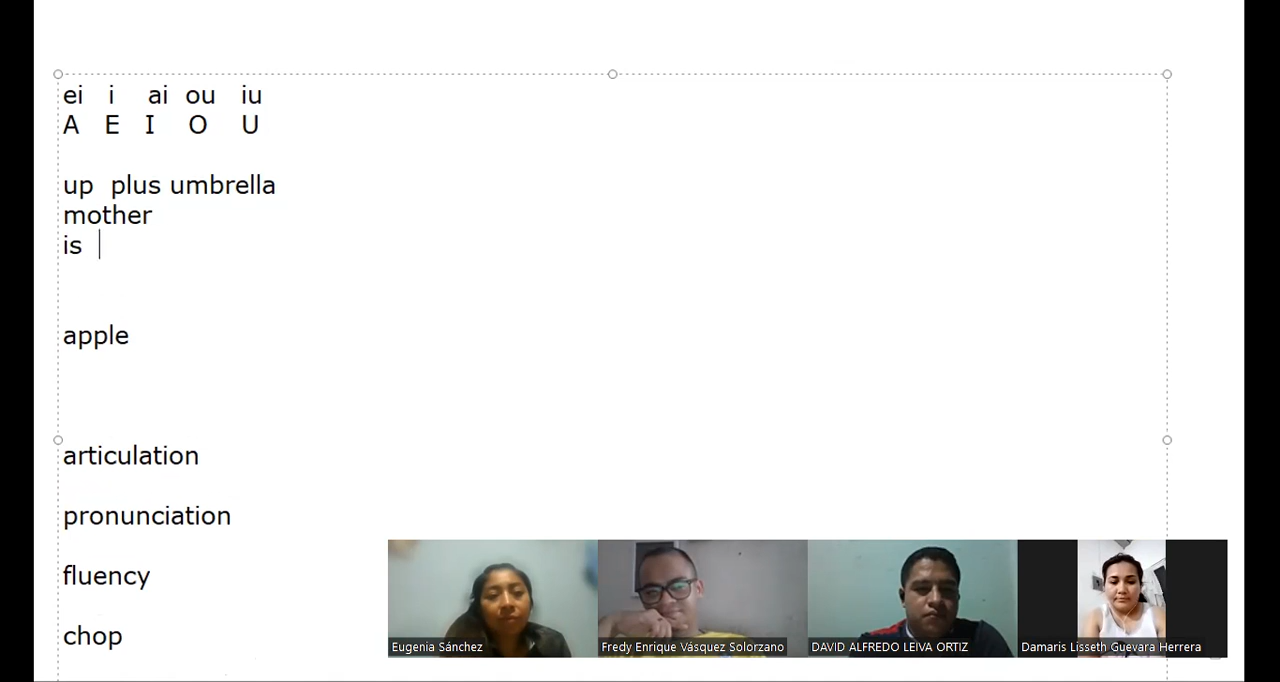 ei i ai ou iu
A E I O U
up plus umbrella
mother
is
apple
articulation
pronunciation
fluency
chop
Eugenia Sánchez
Fredy Enrique Vásquez Solorzano
DAVID ALFREDO LEIVA ORTIZ
Damaris Lisseth Guevara Herrera